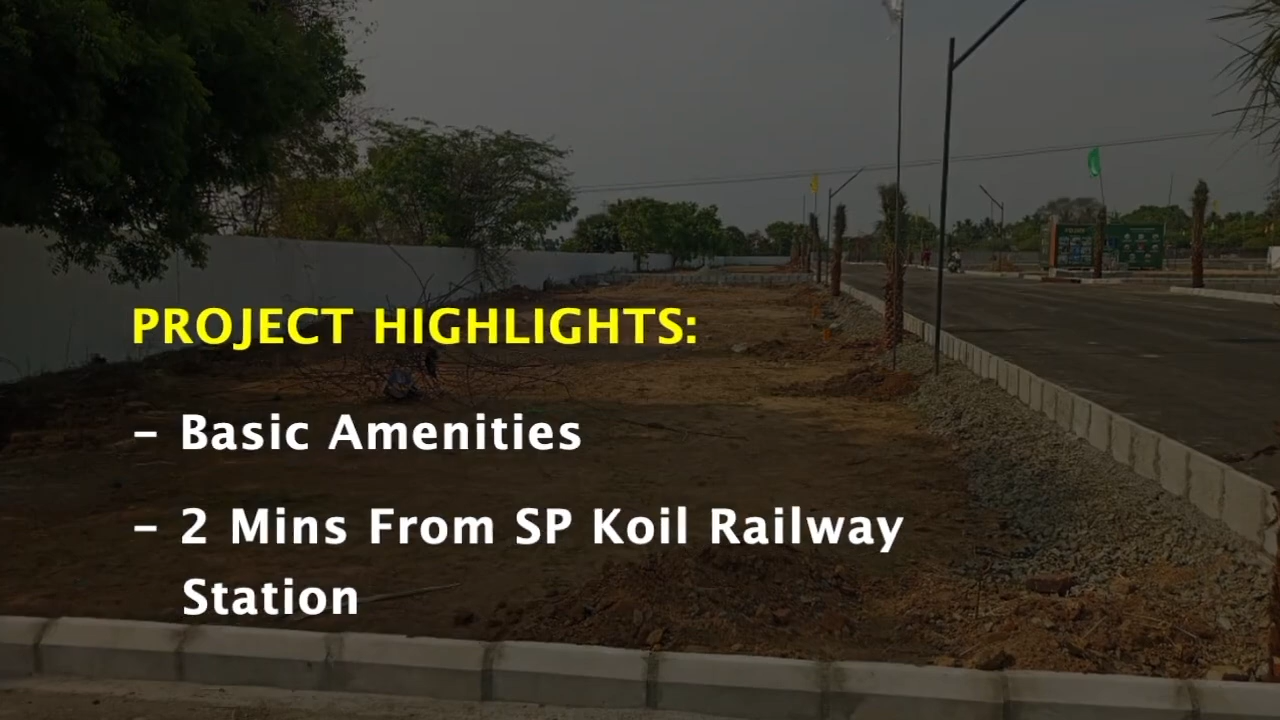 PROJECT HIGHLIGHTS:
- Basic Amenities
- 2 Mins From SP Koil Railway
Station